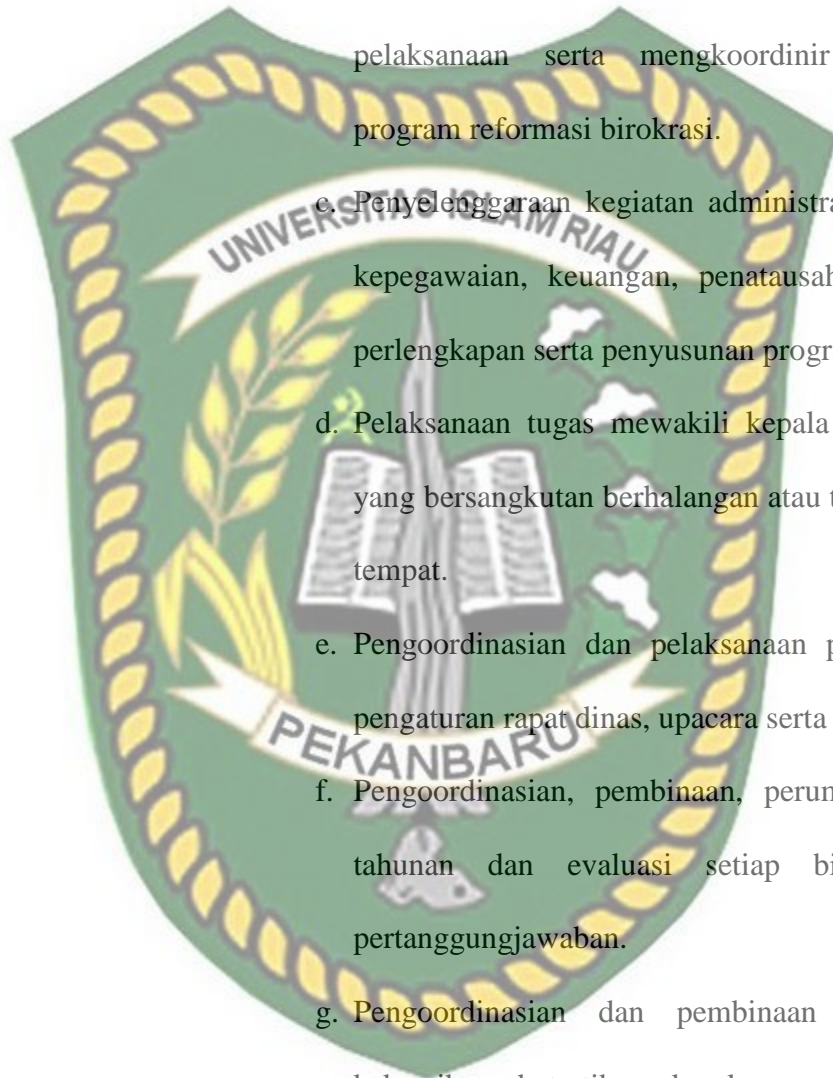 pelaksanaan serta mengkoordinir
program reformasi birokrasi.
UNIVERSITAS ISLAM RIAU
c. Penyelenggaraan kegiatan administra
kepegawaian, keuangan, penatausah
perlengkapan serta penyusunan progr
d. Pelaksanaan tugas mewakili kepala
yang bersangkutan berhalangan atau t
tempat.
e. Pengoordinasian dan pelaksanaan p
pengaturan rapat dinas, upacara serta
PEKANBARU
f. Pengoordinasian, pembinaan, perum
tahunan dan evaluasi setiap bi
pertanggungjawaban.
g. Pengoordinasian dan pembinaan